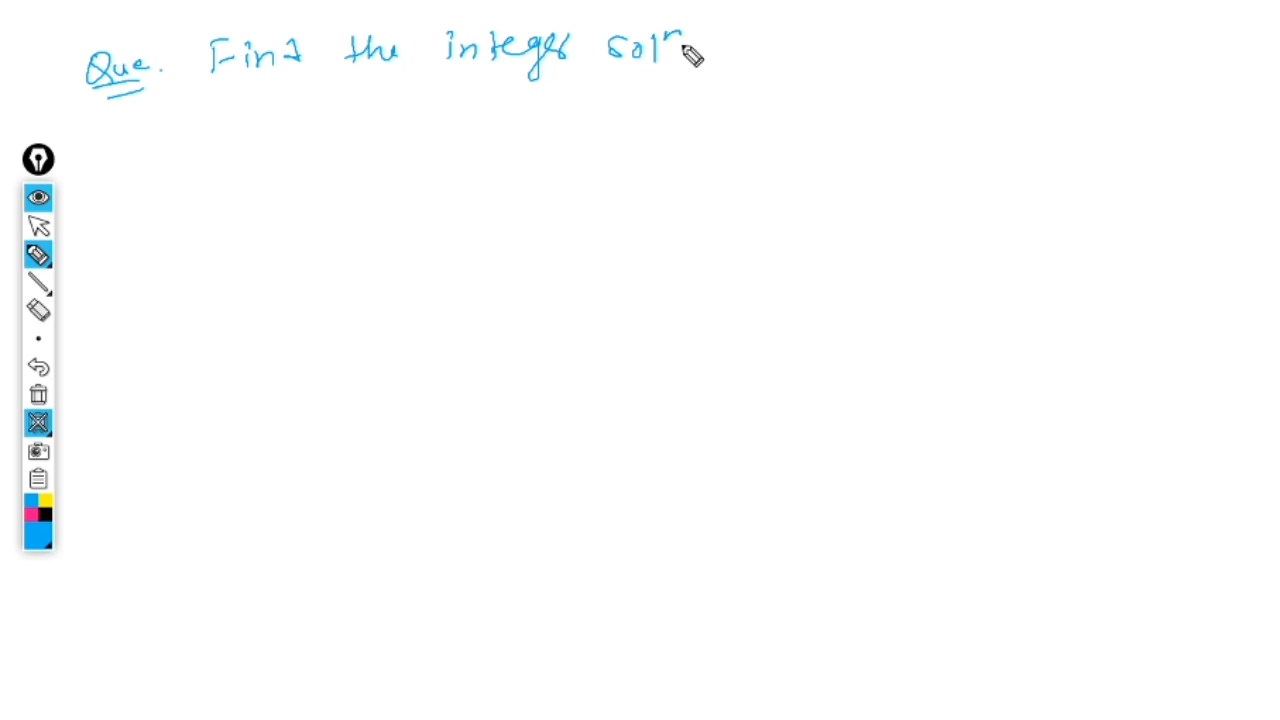 Que. Find the integer solⁿ